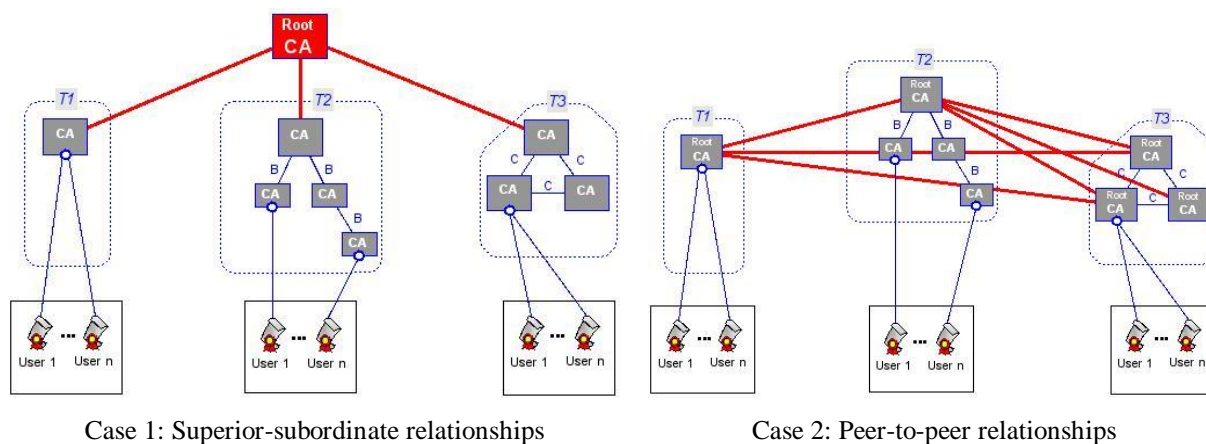 Root
CA
T1
CA
T2
CA
B
B
CA
CA
B
CA
T3
CA
C
C
CA
C
CA
User 1
...
User n
User 1
...
User n
User 1
...
User n
Case 1: Superior-subordinate relationships
T1
Root
CA
T2
Root
CA
B
B
CA
CA
B
CA
T3
Root
CA
C
C
Root
CA
C
Root
CA
User 1
...
User n
User 1
...
User n
User 1
...
User n
Case 2: Peer-to-peer relationships